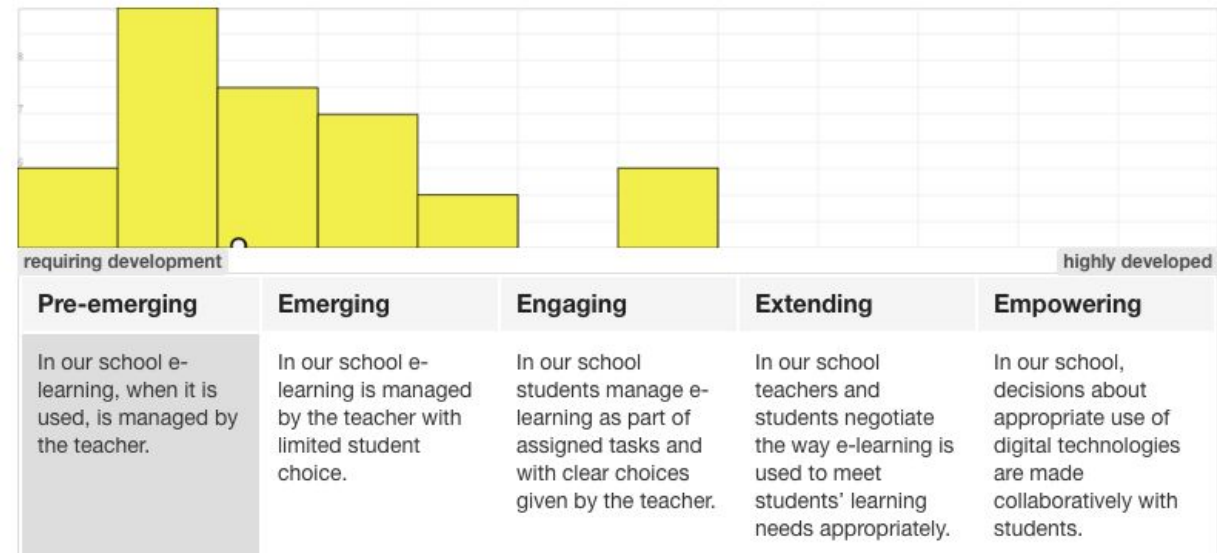 8
7
requiring development
highly developed
Pre-emerging
Emerging
Engaging
Extending
Empowering
In our school e-
learning, when it is
used, is managed by
the teacher.
In our school e-
learning is managed
by the teacher with
limited student
choice.
In our school
students manage e-
learning as part of
assigned tasks and
with clear choices
given by the teacher.
In our school
teachers and
students negotiate
the way e-learning is
used to meet
students’ learning
needs appropriately.
In our school,
decisions about
appropriate use of
digital technologies
are made
collaboratively with
students.